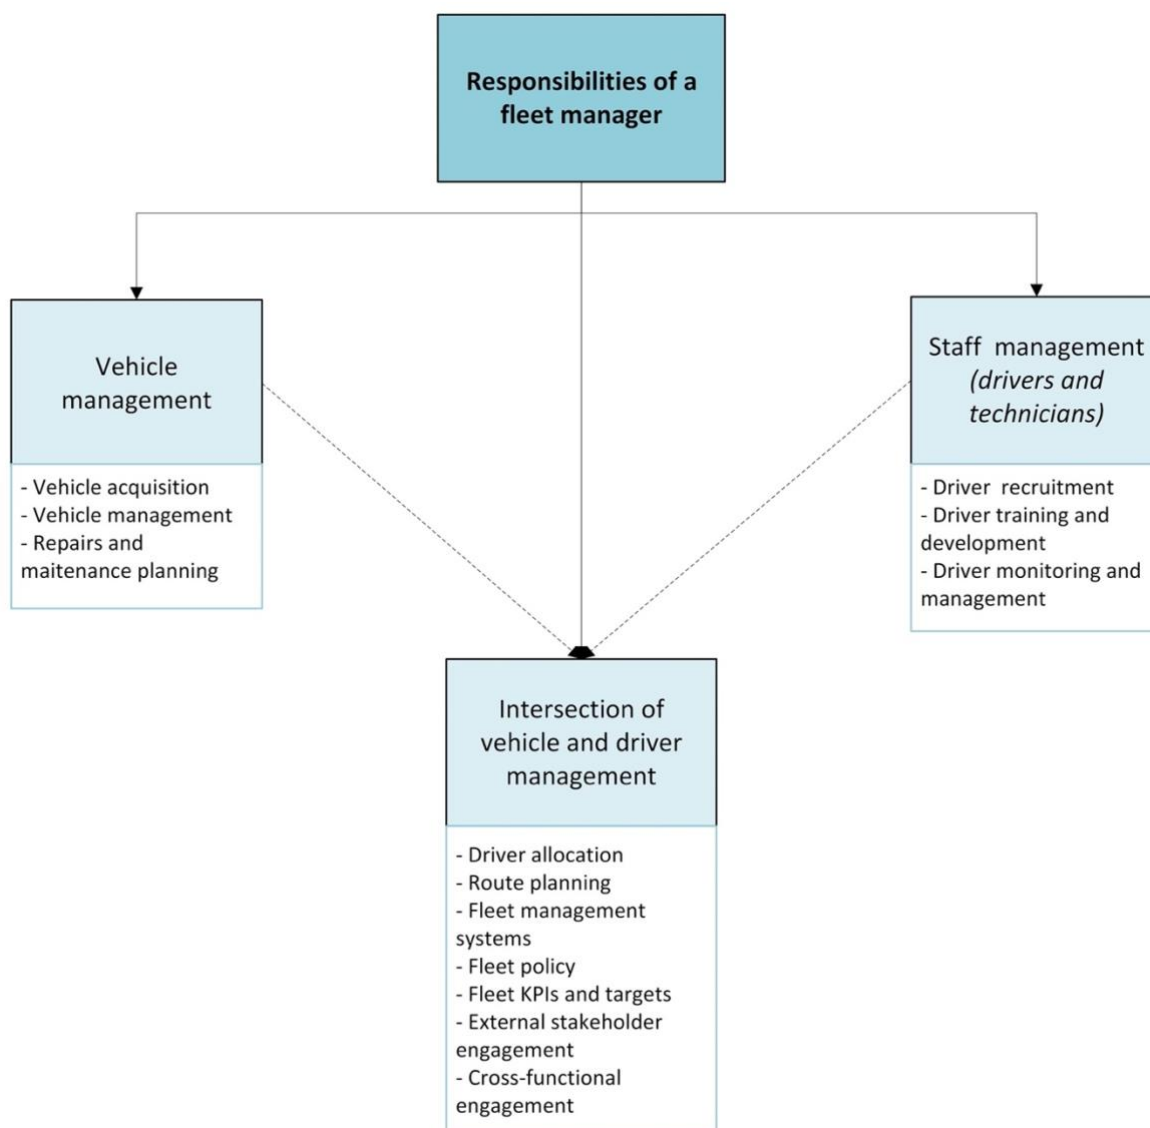 Responsibilities of a
fleet manager
Vehicle
management
- Vehicle acquisition
- Vehicle management
- Repairs and
maitenance planning
Staff management
(drivers and
technicians)
- Driver recruitment
- Driver training and
development
- Driver monitoring and
management
Intersection of
vehicle and driver
management
- Driver allocation
- Route planning
- Fleet management
systems
- Fleet policy
- Fleet KPIs and targets
- External stakeholder
engagement
- Cross-functional
engagement